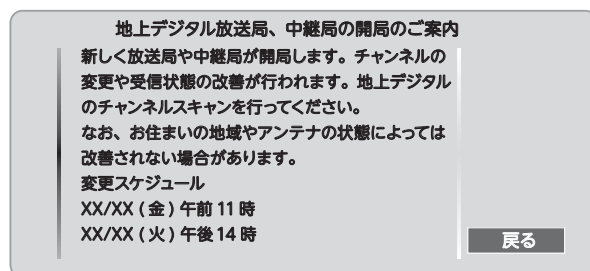 地上デジタル放送局、中継局の開局のご案内
新しく放送局や中継局が開局します。チャンネルの
変更や受信状態の改善が行われます。地上デジタル
のチャンネルスキャンを行ってください。
なお、お住まいの地域やアンテナの状態によっては
改善されない場合があります。
変更スケジュール
XX/XX ( 金 ) 午前 11 時
XX/XX ( 火 ) 午後 14 時
戻る